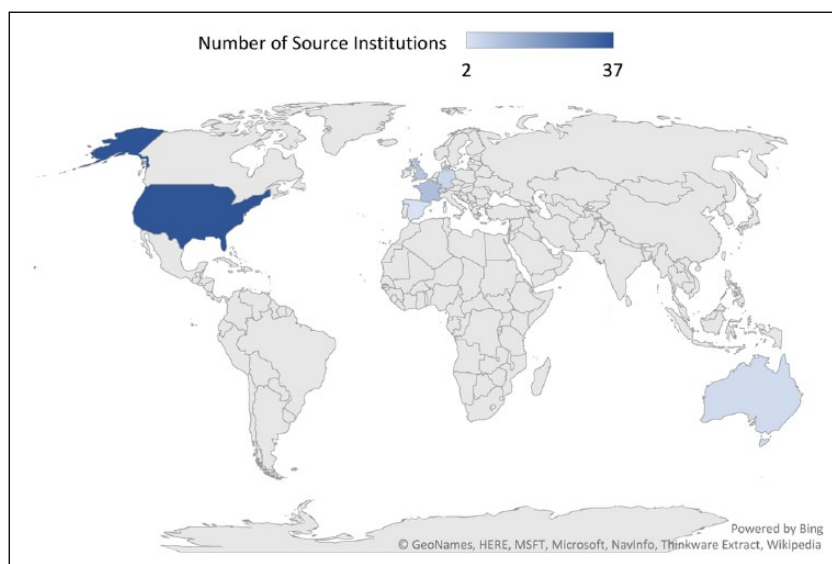 Number of Source Institutions
2 37
Powered by Bing
© GeoNames, HERE, MSFT, Microsoft, NavInfo, Thinkware Extract, Wikipedia